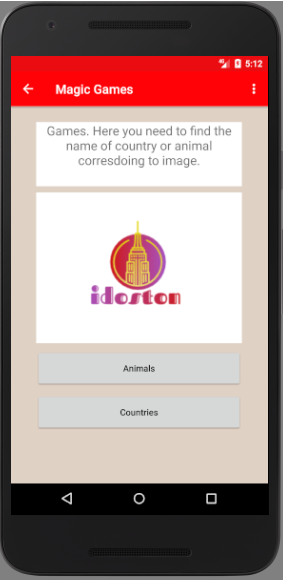 5:12
Magic Games
Games. Here you need to find the
name of country or animal
corresdoing to image.
idoston
Animals
Countries